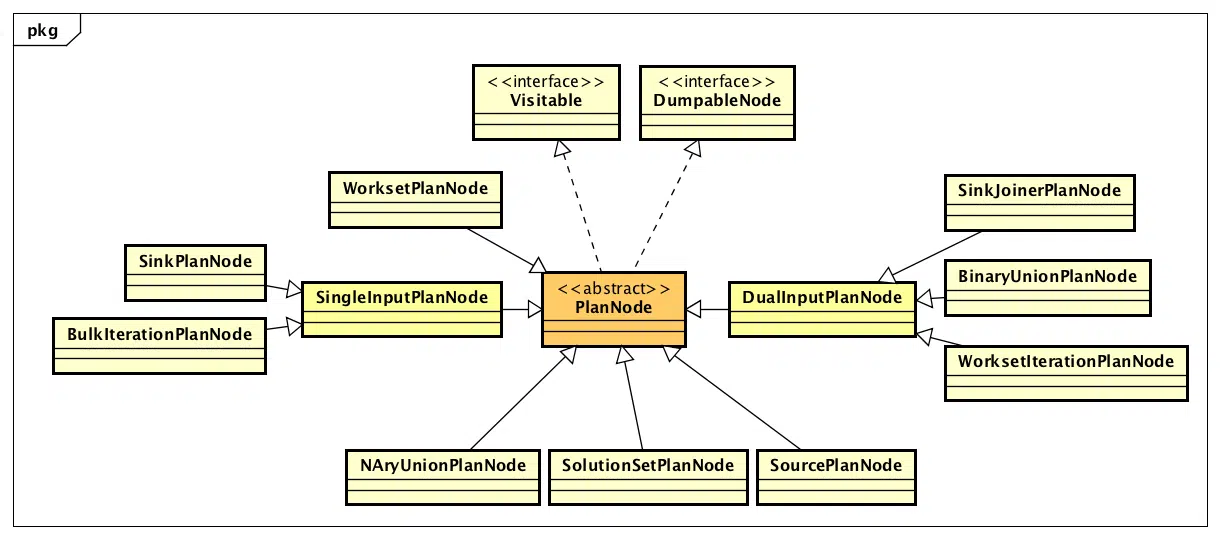 pkg
<<interface>>
Visitable
<<interface>>
DumpableNode
WorksetPlanNode
SinkJoinerPlanNode
SinkPlanNode
BinaryUnionPlanNode
SingleInputPlanNode
<<abstract>>
PlanNode
DualInputPlanNode
BulkIterationPlanNode
WorksetIterationPlanNode
NAryUnionPlanNode
SolutionSetPlanNode
SourcePlanNode